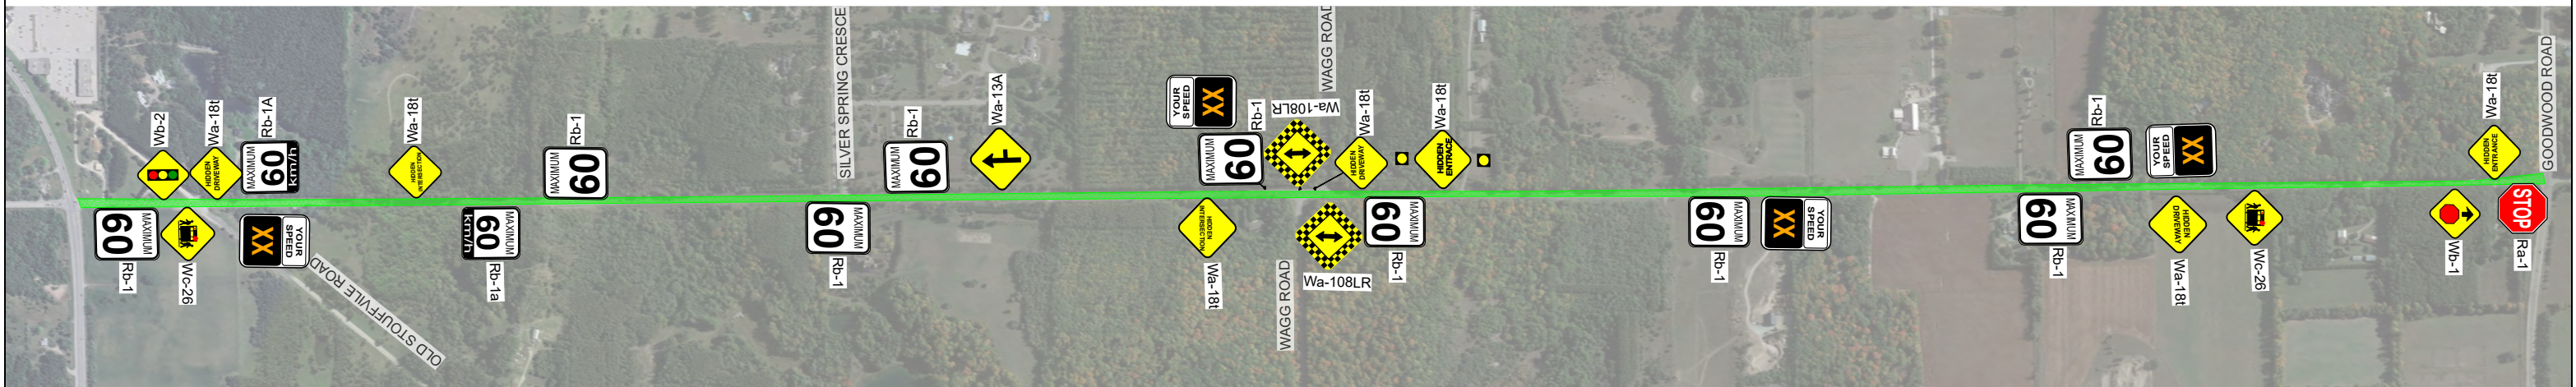 Wb-2
Wa-18t
HIDDEN
DRIVEWAY
Rb-1A
MAXIMUM
60
km/h
Wa-18t
HIDDEN
INTERSECTION
Rb-1
MAXIMUM
60
SILVER SPRING CRESCE
Rb-1
MAXIMUM
60
Wa-13A
YOUR
SPEED
XX
Rb-1
MAXIMUM
60
Wa-108LR
WAGG ROAD
Wa-18t
HIDDEN
DRIVEWAY
Wa-18t
HIDDEN
ENTRACE
Rb-1
MAXIMUM
60
YOUR
SPEED
XX
Wa-18t
HIDDEN
ENTRANCE
GOODWOOD ROAD
MAXIMUM
60
Rb-1
Wc-26
YOUR
SPEED
XX
OLD STOUFFVILE ROAD
MAXIMUM
60
km/h
Rb-1a
MAXIMUM
60
Rb-1
HIDDEN
INTERSECTION
Wa-18t
WAGG ROAD
Wa-108LR
MAXIMUM
60
Rb-1
MAXIMUM
60
Rb-1
YOUR
SPEED
XX
MAXIMUM
60
Rb-1
HIDDEN
DRIVEWAY
Wa-18t
Wc-26
Wb-1
STOP
Ra-1